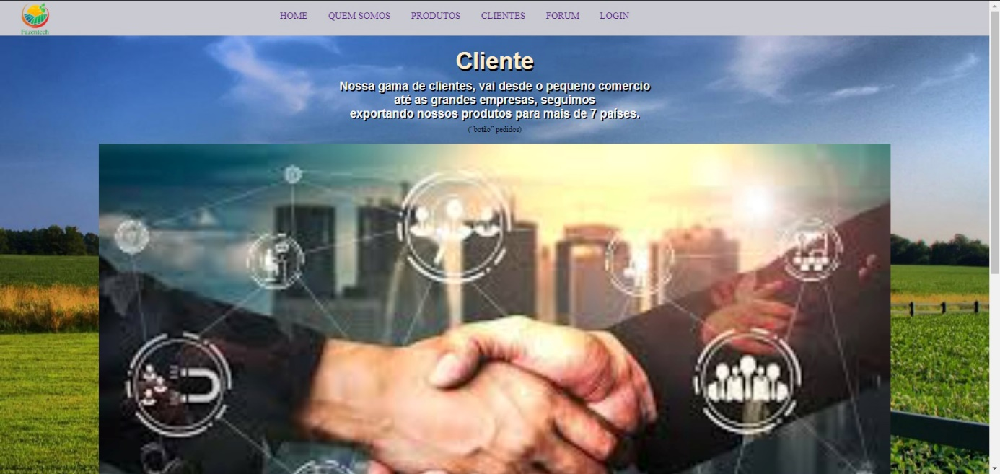 HOME QUEM SOMOS PRODUTOS CLIENTES FORUM LOGIN
Fazentech
Cliente
Nossa gama de clientes, vai desde o pequeno comercio
até as grandes empresas, seguimos
exportando nossos produtos para mais de 7 países.
("botão" pedidos)